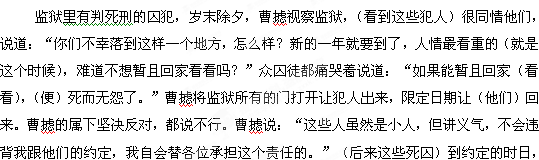 监狱里有判死刑的囚犯，岁末除夕，曹摅视察监狱，（看到这些犯人）很同情他们，
说道：“你们不幸落到这样一个地方，怎么样？新的一年就要到了，人情最看重的（就是
这个时候），难道不想暂且回家看看吗？”众囚徒都痛哭着说道：“如果能暂且回家（看
看），（便）死而无怨了。”曹摅将监狱所有的门打开让犯人出来，限定日期让（他们）回
来。曹摅的属下坚决反对，都说不行。曹摅说：“这些人虽然是小人，但讲义气，不会违
背我跟他们的约定，我自会替各位承担这个责任的。”（后来这些死囚）到约定的时日，